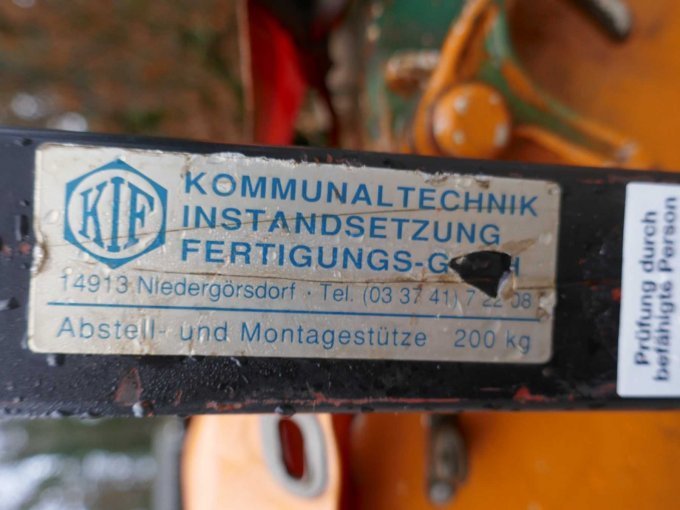 KIF
KOMMUNALTECHNIK
INSTANDSETZUNG
FERTIGUNGS-
14913 Niedergörsdorf · Tel. (03 37 41) 7 22 08
Abstell- und Montagestütze 200 kg
Prüfung durch
befähigte Person